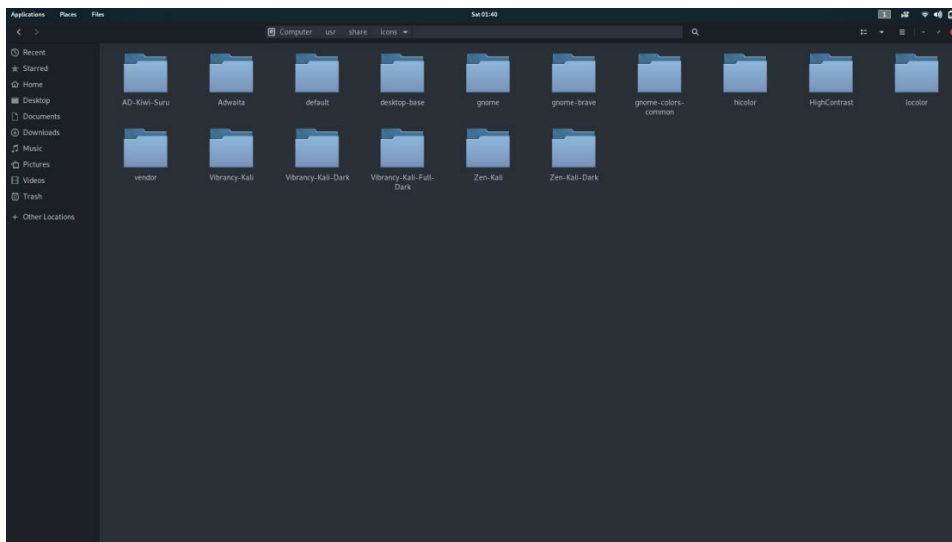 Applications Places Files Sat 01:40 1
Computer usr share icons
Recent
Starred
Home
Desktop
Documents
Downloads
Music
Pictures
Videos
Trash
+ Other Locations
AD-Kiwi-Suru Adwaita default desktop-base gnome gnome-brave gnome-colors-common hicolor HighContrast locolor
vendor Vibrancy-Kali Vibrancy-Kali-Dark Vibrancy-Kali-Full-Dark Zen-Kali Zen-Kali-Dark